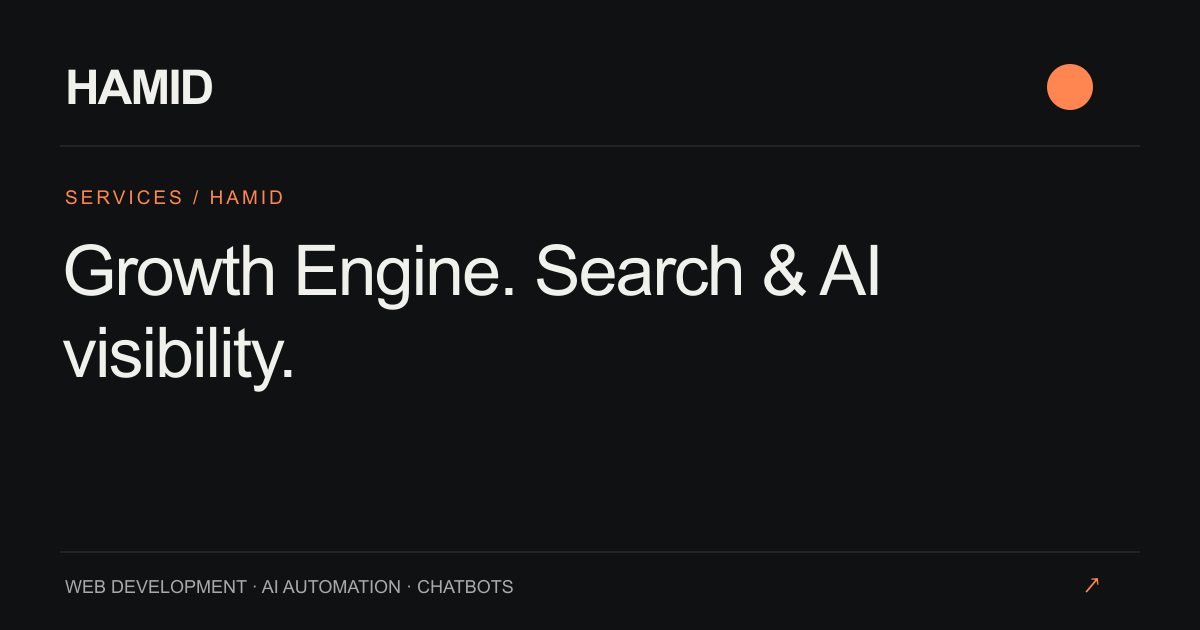 HAMID
SERVICES / HAMID
Growth Engine. Search & AI
visibility.
WEB DEVELOPMENT · AI AUTOMATION · CHATBOTS
↗